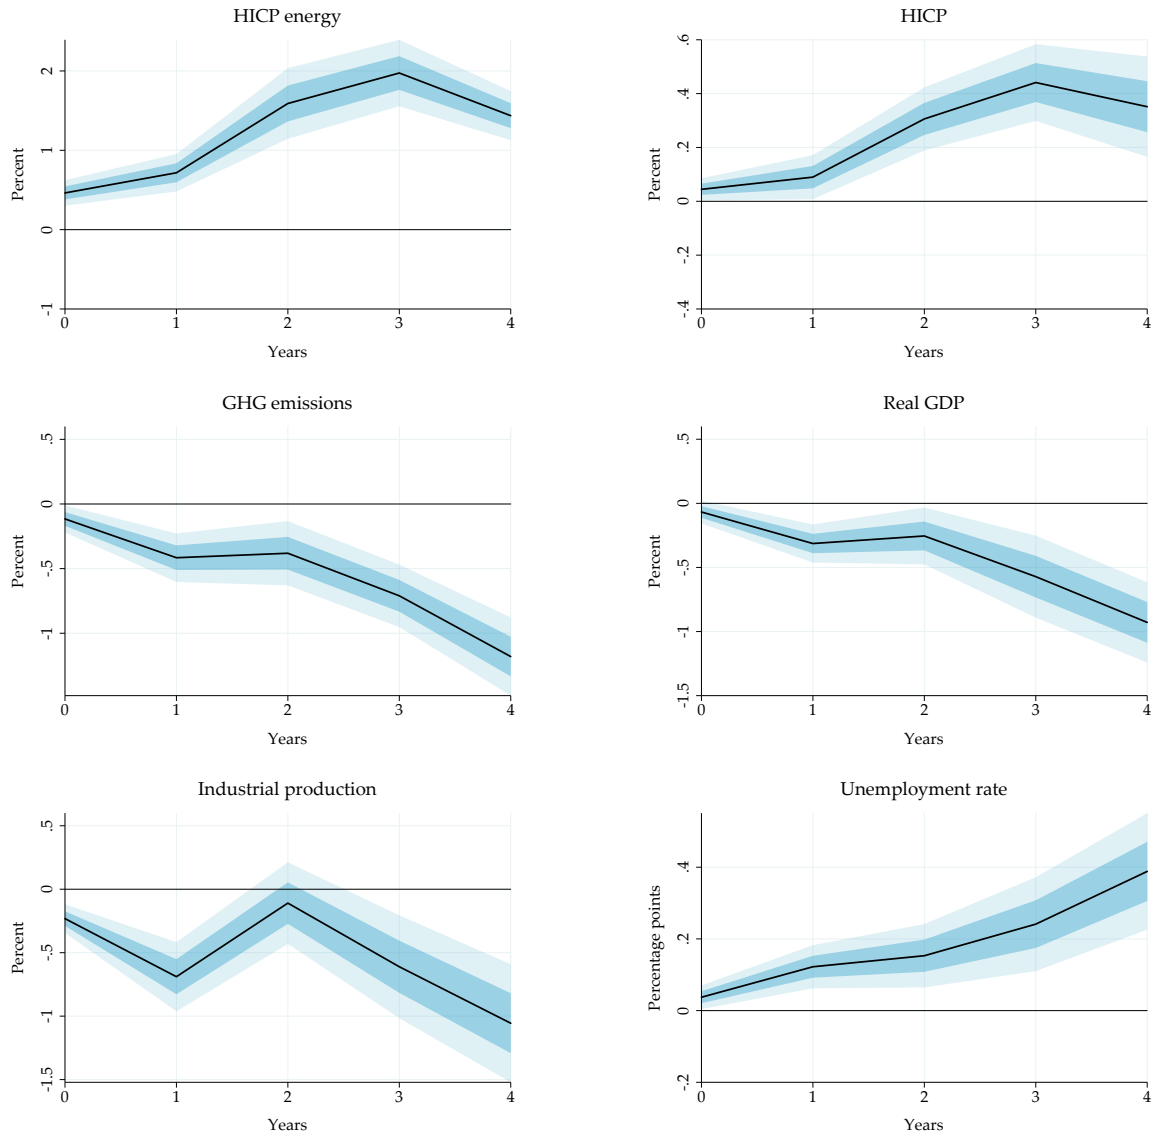 HICP energy
Percent
2
1
0
-1
0 1 2 3 4
Years
HICP
Percent
.6
.4
.2
0
-.2
-.4
0 1 2 3 4
Years
GHG emissions
Percent
.5
0
-.5
-1
0 1 2 3 4
Years
Real GDP
Percent
.5
0
-.5
-1
-1.5
0 1 2 3 4
Years
Industrial production
Percent
.5
0
-.5
-1
-1.5
0 1 2 3 4
Years
Unemployment rate
Percentage points
.4
.2
0
-.2
0 1 2 3 4
Years